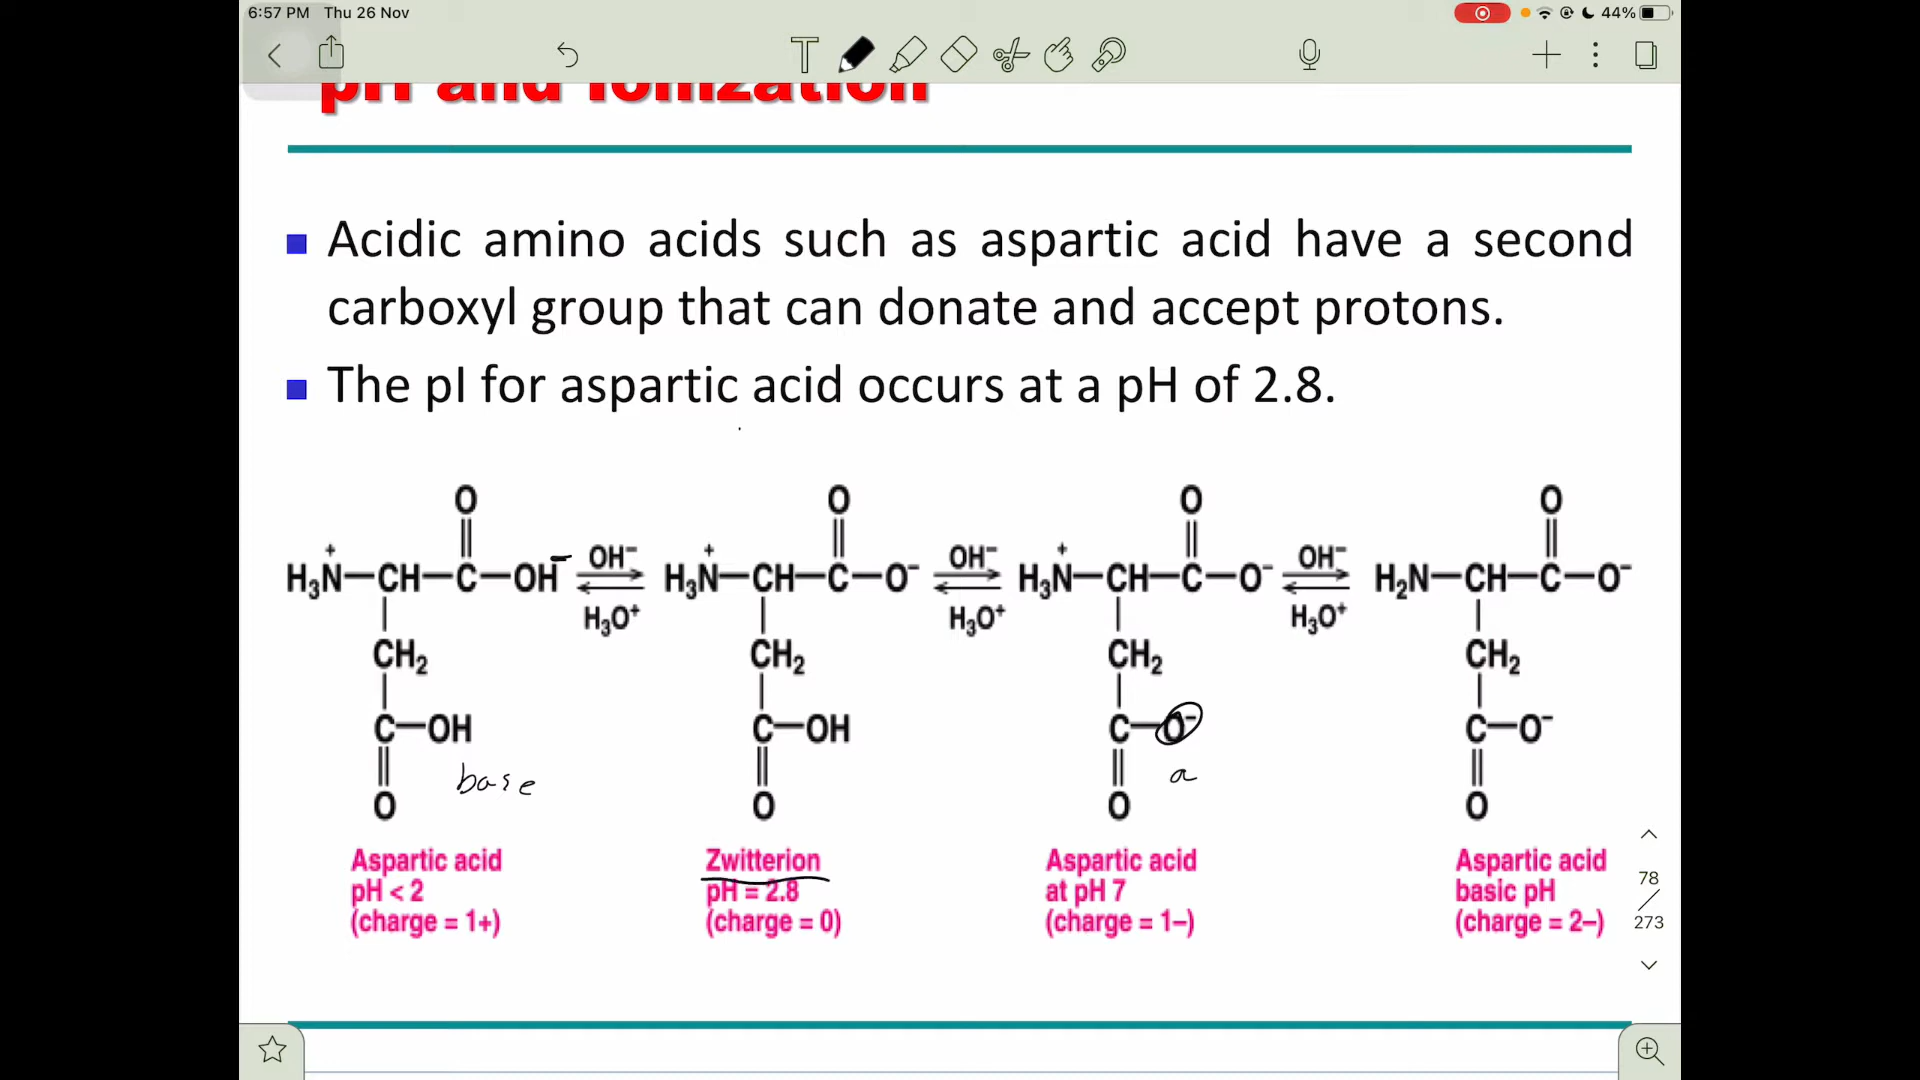 6:57 PM Thu 26 Nov
44%
T
pH and Ionization
Acidic amino acids such as aspartic acid have a second
carboxyl group that can donate and accept protons.
The pI for aspartic acid occurs at a pH of 2.8.
O O O O
H₃N⁺—CH—C—OH⁻ OH⁻ H₃N⁺—CH—C—O⁻ OH⁻ H₃N⁺—CH—C—O⁻ OH⁻ H₂N—CH—C—O⁻
H₃O⁺ H₃O⁺ H₃O⁺
CH₂ CH₂ CH₂ CH₂
C—OH C—OH C—O⁻ C—O⁻
base a
O O O O
Aspartic acid Zwitterion Aspartic acid Aspartic acid
pH < 2 pH = 2.8 at pH 7 basic pH
(charge = 1+) (charge = 0) (charge = 1–) (charge = 2–)
78
273